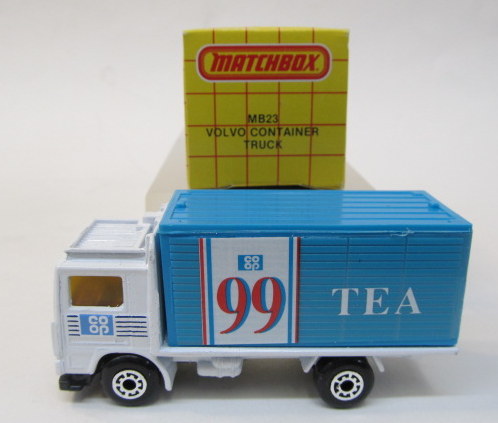 MATCHBOX
MB23
VOLVO CONTAINER
TRUCK
CO
OP
99
TEA
CO
OP